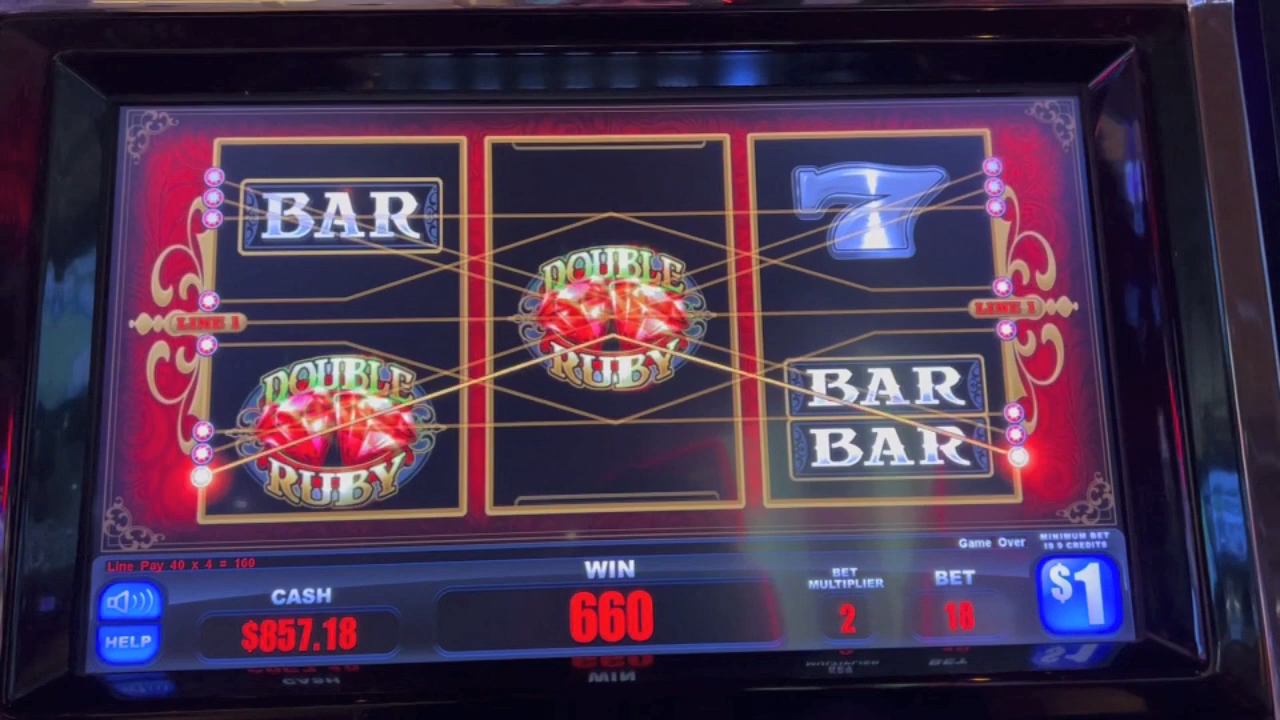 BAR
7
DOUBLE
RUBY
LINE 1
LINE 1
DOUBLE
RUBY
BAR
BAR
Game Over
MINIMUM BET
IS 9 CREDITS
Line Pay 40 x 4 = 160
CASH
$857.18
WIN
660
BET
MULTIPLIER
2
BET
18
$1
HELP